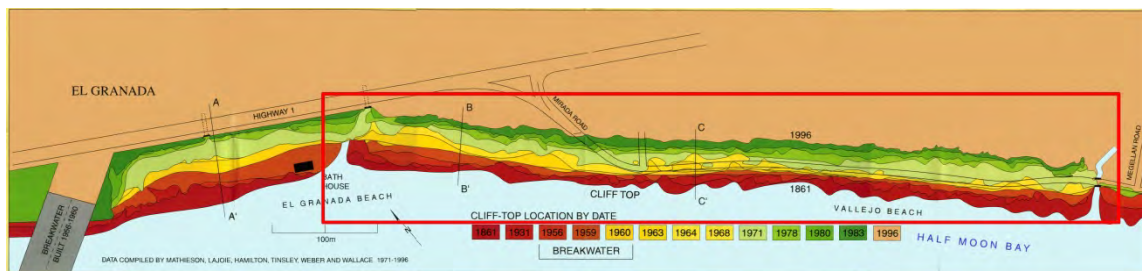 EL GRANADA
A
HIGHWAY 1
B
MIRADA ROAD
C
1996
MEGELLAN ROAD
BATH
HOUSE
A'
B'
C'
CLIFF TOP
1861
EL GRANADA BEACH
VALLEJO BEACH
BREAKWATER
BUILT 1956-1960
N
100m
CLIFF-TOP LOCATION BY DATE
1861 1931 1956 1959 1960 1963 1964 1968 1971 1978 1980 1983 1996
BREAKWATER
HALF MOON BAY
DATA COMPILED BY MATHIESON, LAJOIE, HAMILTON, TINSLEY, WEBER AND WALLACE. 1971-1996